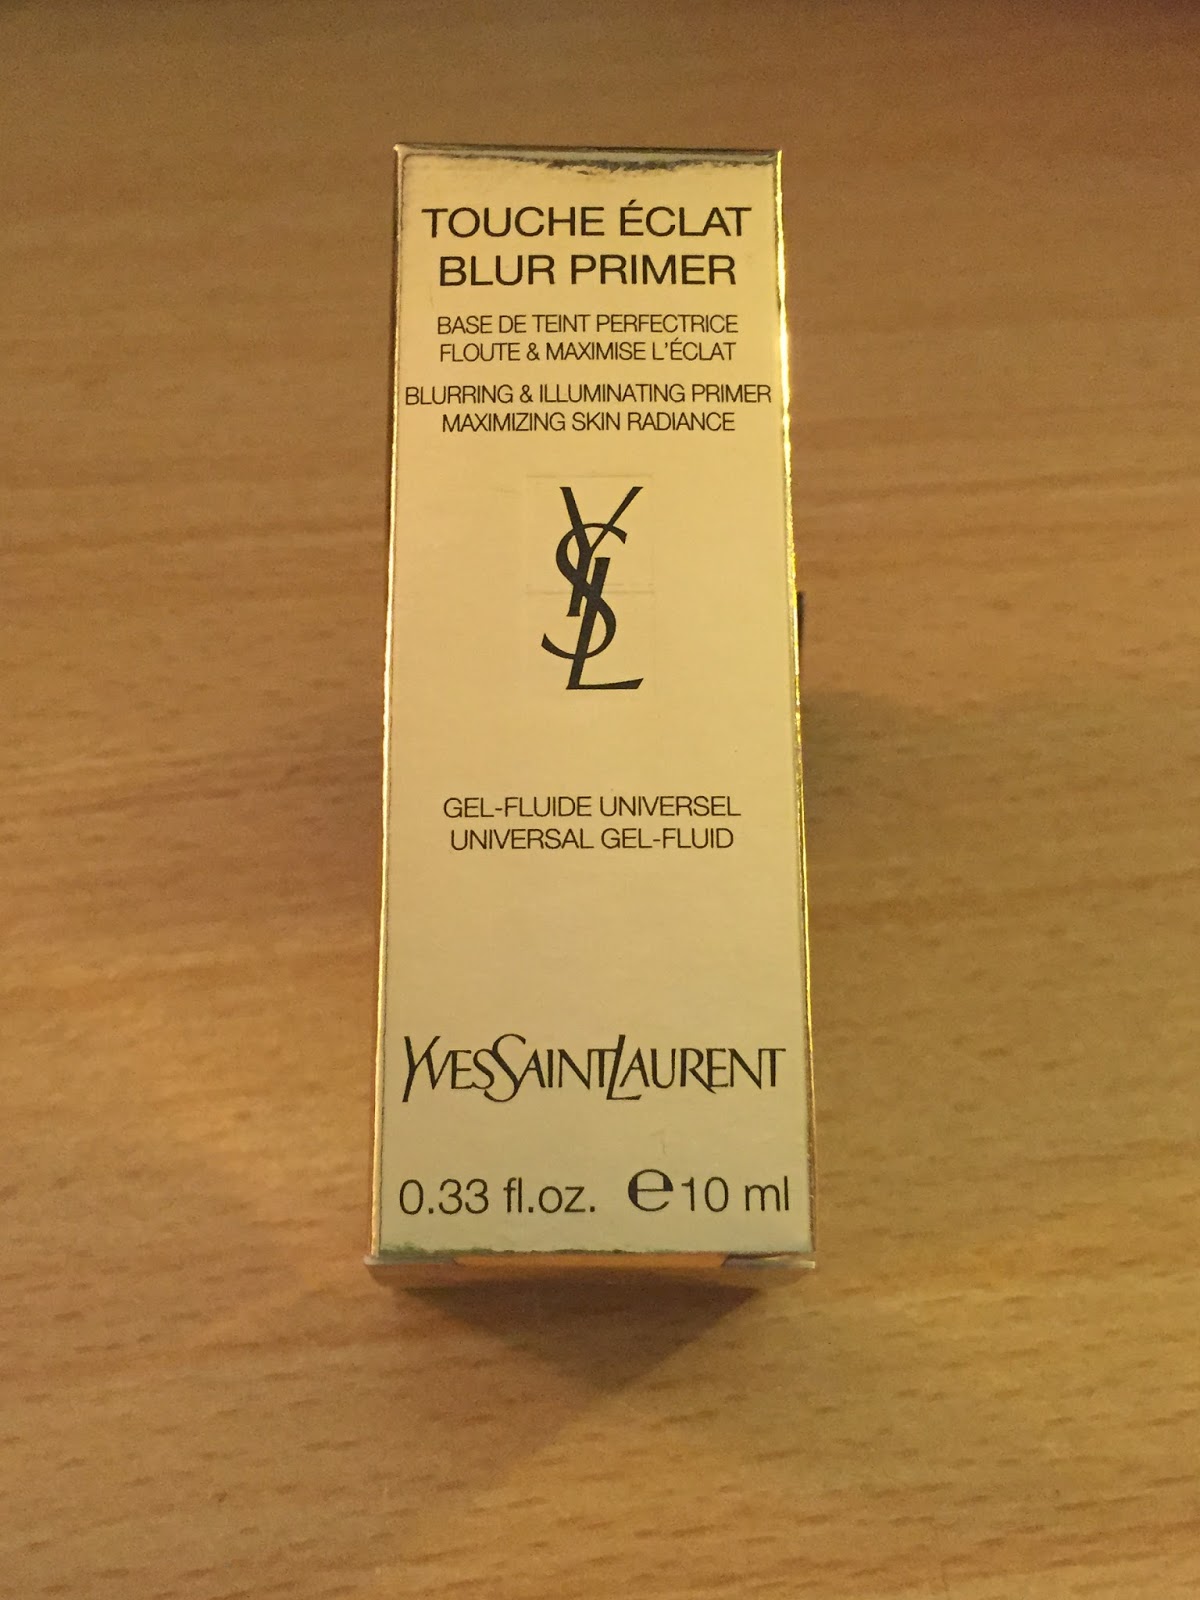 TOUCHE ÉCLAT
BLUR PRIMER
BASE DE TEINT PERFECTRICE
FLOUTE & MAXIMISE L'ÉCLAT
BLURRING & ILLUMINATING PRIMER
MAXIMIZING SKIN RADIANCE
YSL
GEL-FLUIDE UNIVERSEL
UNIVERSAL GEL-FLUID
YVESSAINTLAURENT
0.33 fl.oz. ℮10 ml